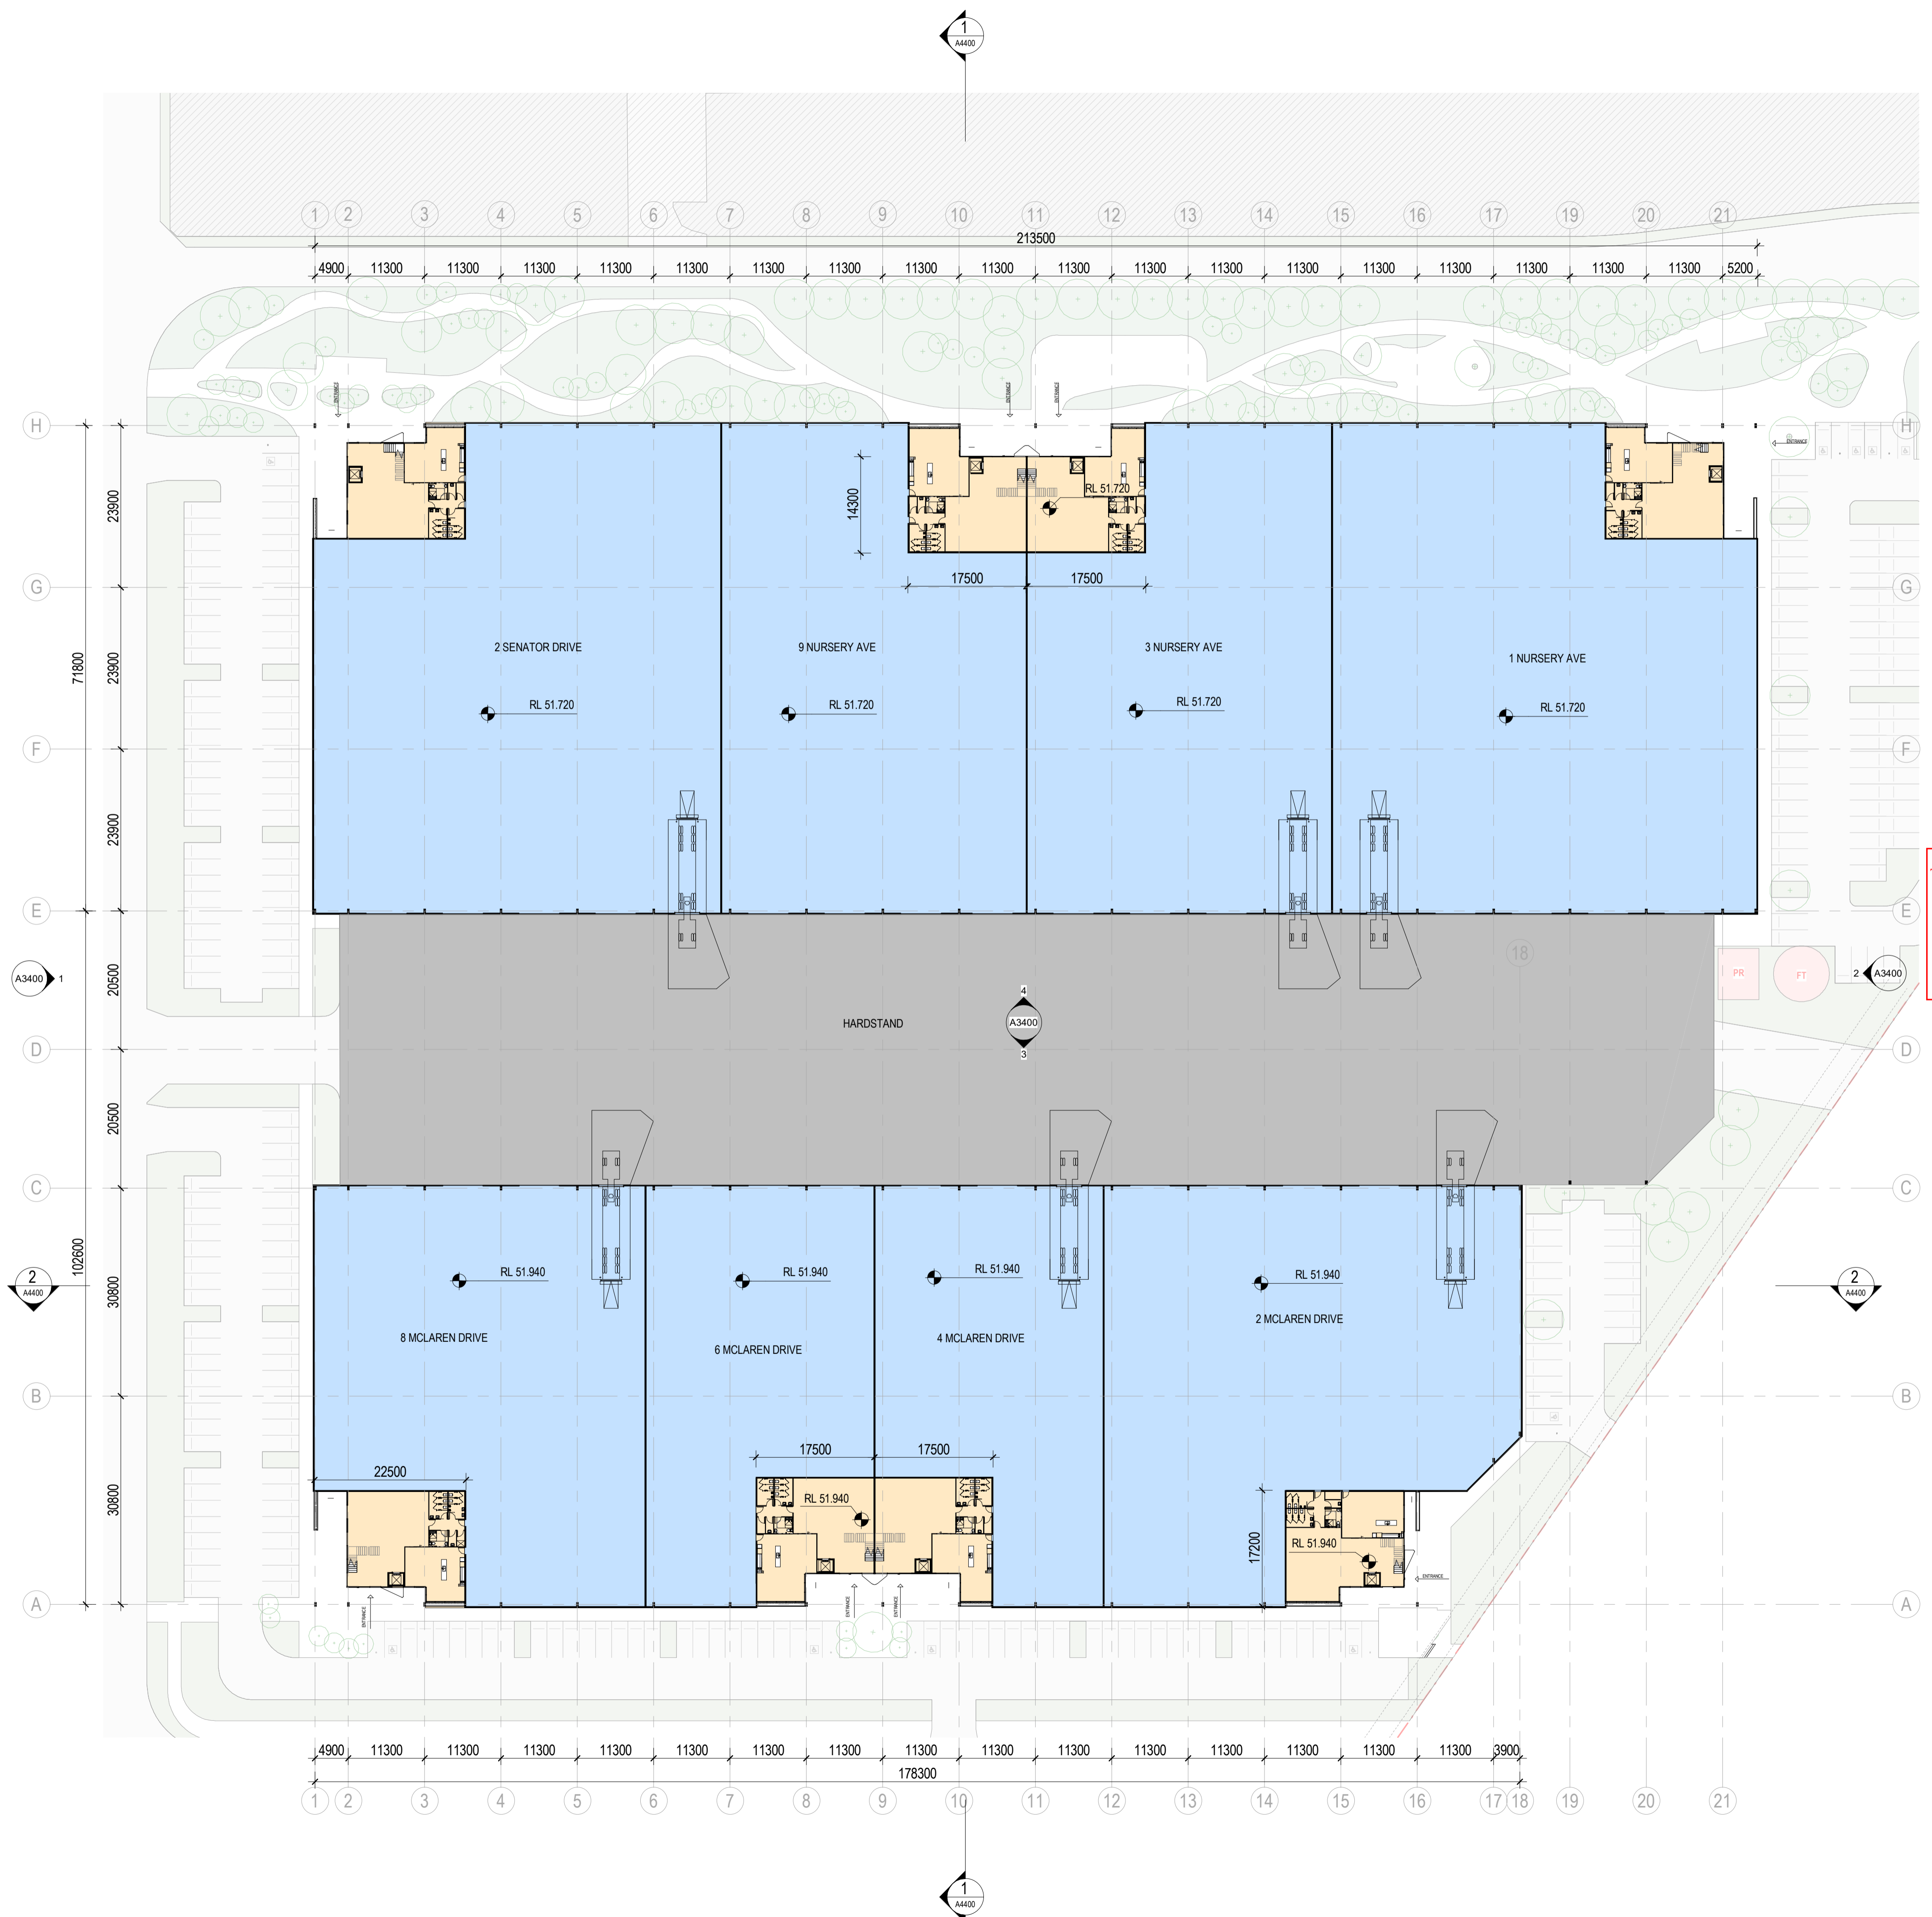 1
A4400
1 2 3 4 5 6 7 8 9 10 11 12 13 14 15 16 17 19 20 21
213500
4900 11300 11300 11300 11300 11300 11300 11300 11300 11300 11300 11300 11300 11300 11300 11300 11300 11300 11300 5200
ENTRANCE
ENTRANCE
ENTRANCE
H
H
ENTRANCE
RL 51.720
14300
23900
17500 17500
G
G
2 SENATOR DRIVE
9 NURSERY AVE
3 NURSERY AVE
1 NURSERY AVE
71800
23900
RL 51.720
RL 51.720
RL 51.720
RL 51.720
F
F
23900
E
E
18
A3400 1
20500
PR
FT
2 A3400
4
A3400
3
HARDSTAND
D
D
20500
C
C
102600
2
A4400
30800
RL 51.940
RL 51.940
RL 51.940
RL 51.940
2
A4400
8 MCLAREN DRIVE
6 MCLAREN DRIVE
4 MCLAREN DRIVE
2 MCLAREN DRIVE
B
B
17500 17500
22500
30800
RL 51.940
17200
RL 51.940
ENTRANCE
A
A
ENTRANCE
ENTRANCE
ENTRANCE
4900 11300 11300 11300 11300 11300 11300 11300 11300 11300 11300 11300 11300 11300 11300 11300 3900
178300
1 2 3 4 5 6 7 8 9 10 11 12 13 14 15 16 17 18 19 20 21
1
A4400